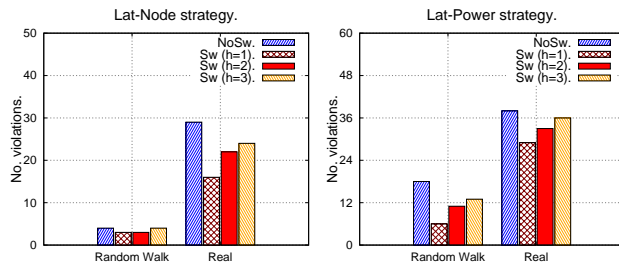 Lat-Node strategy.
No. violations.
50
40
30
20
10
0
NoSw.
Sw (h=1).
Sw (h=2).
Sw (h=3).
Random Walk
Real
Lat-Power strategy.
No. violations.
60
48
36
24
12
0
NoSw.
Sw (h=1).
Sw (h=2).
Sw (h=3).
Random Walk
Real